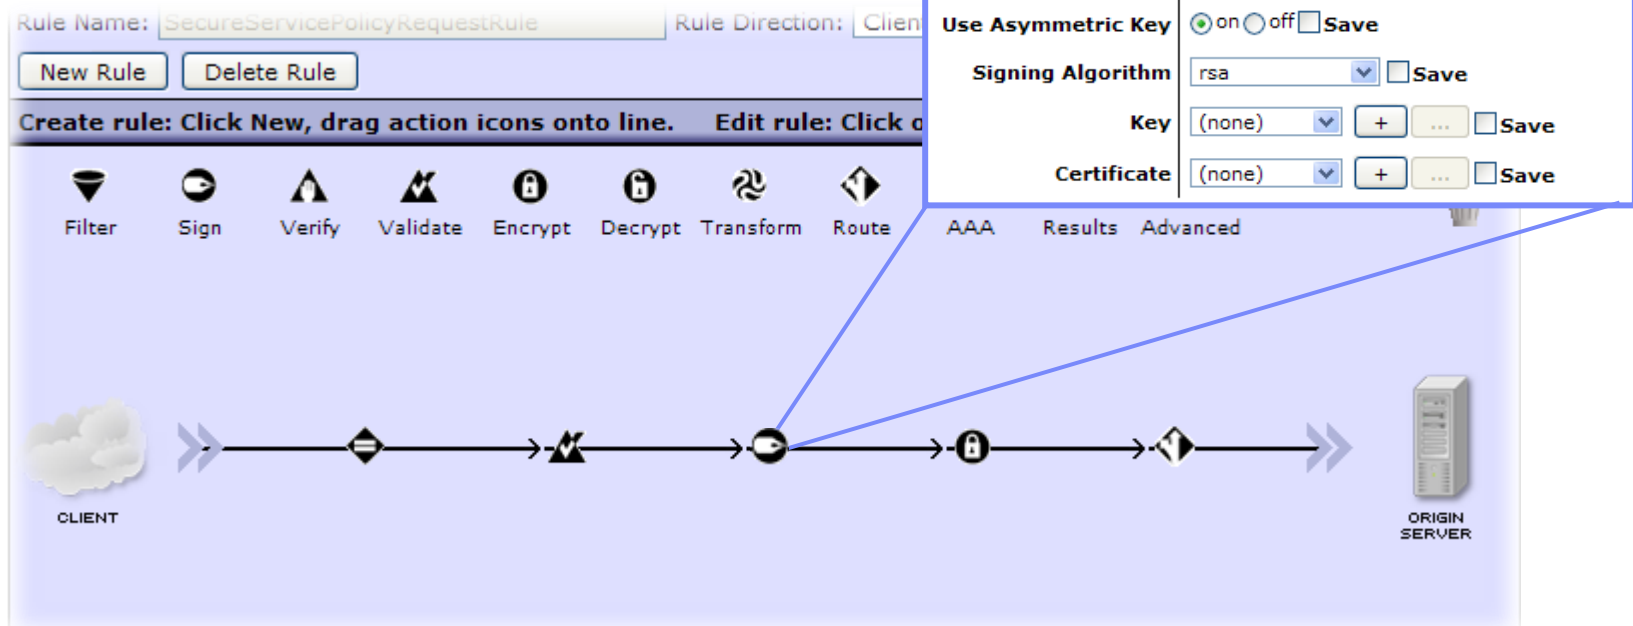 Rule Name: SecureServicePolicyRequestRule Rule Direction: Clien
New Rule Delete Rule
Create rule: Click New, drag action icons onto line. Edit rule: Click o
Use Asymmetric Key on off Save
Signing Algorithm rsa Save
Key (none) + ... Save
Certificate (none) + ... Save
Filter Sign Verify Validate Encrypt Decrypt Transform Route AAA Results Advanced
CLIENT
ORIGIN
SERVER